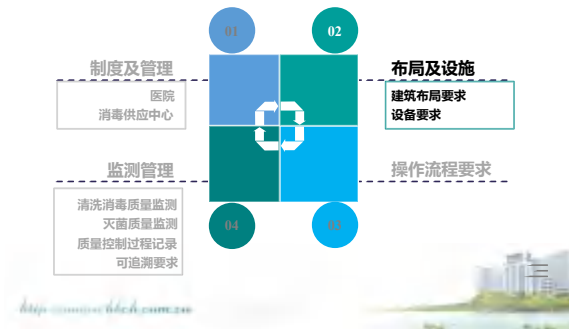 01
02
制度及管理
医院
消毒供应中心
布局及设施
建筑布局要求
设备要求
监测管理
清洗消毒质量监测
灭菌质量监测
质量控制过程记录
可追溯要求
操作流程要求
04
03